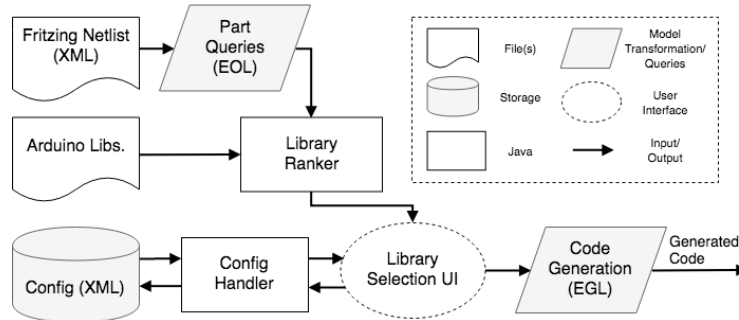 Fritzing Netlist
(XML)
Part
Queries
(EOL)
Arduino Libs.
Library
Ranker
Config (XML)
Config
Handler
Library
Selection UI
Code
Generation
(EGL)
Generated
Code
File(s)
Model
Transformation/
Queries
Storage
User
Interface
Java
Input/
Output